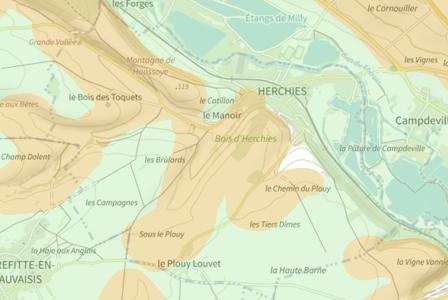 les Forges
Étangs de Milly
le Cornouiller
Grande Vallée
Montagne de
Houssoye
les Vignes
.119
HERCHIES
le Bois des Toquets
le Catillon
e aux Bêtes
le Manoir
Campdevill
Bois d'Herchies
la Pâture de Campdeville
Champ Dolent
les Brûlards
le Chemin du Plouy
les Campagnes
les Tiers Dîmes
Sous le Plouy
la Haie aux Anglais
le Plouy Louvet
la Vigne Vannie
REFITTE-EN-
AUVAISIS
la Haute Borne